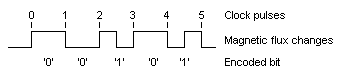 0 1 2 3 4 5 Clock pulses
Magnetic flux changes
'0' '0' '1' '0' '1' Encoded bit